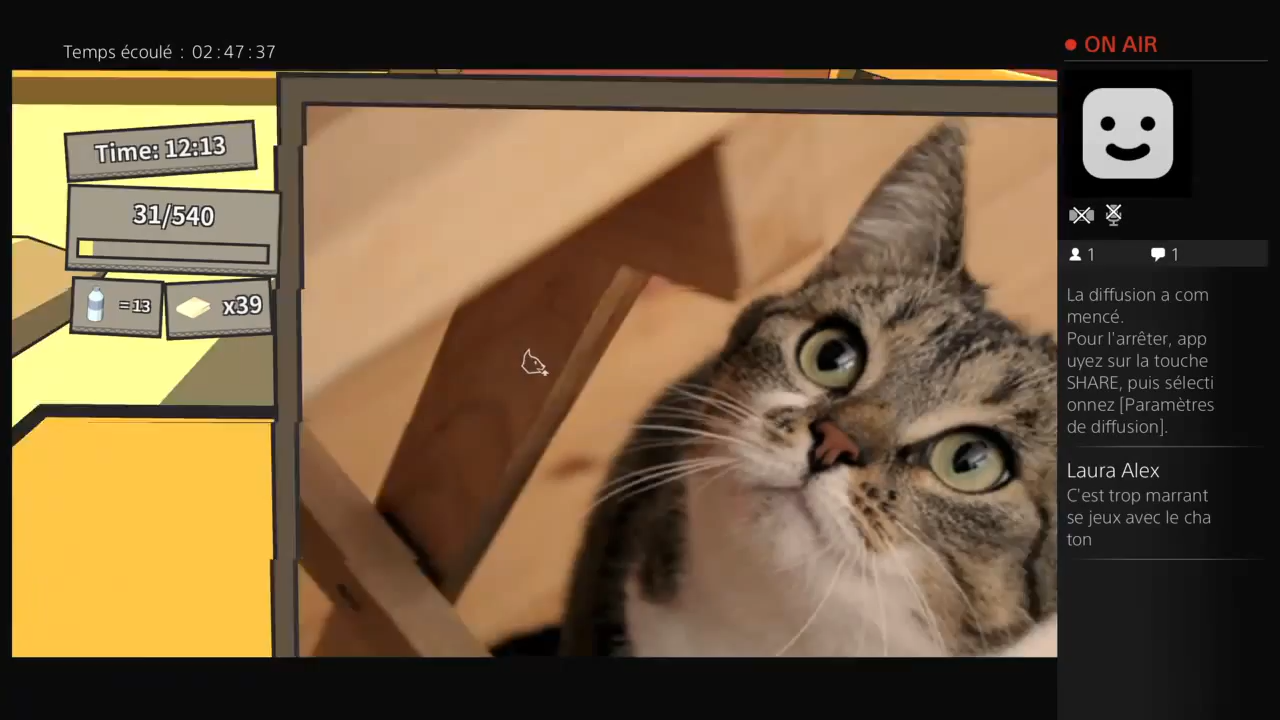 Temps écoulé : 02:47:37
ON AIR
Time: 12:13
31/540
=13
x39
1
1
La diffusion a com
mencé.
Pour l'arrêter, app
uyez sur la touche
SHARE, puis sélecti
onnez [Paramètres
de diffusion].
Laura Alex
C'est trop marrant
se jeux avec le cha
ton